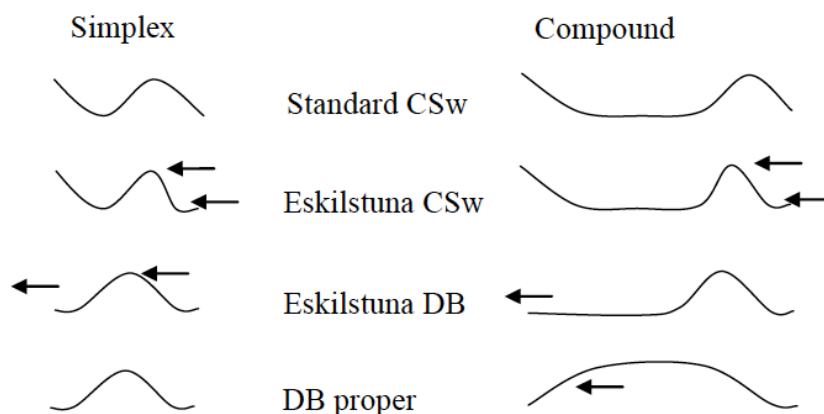 Simplex Compound
Standard CSw
Eskilstuna CSw
Eskilstuna DB
DB proper